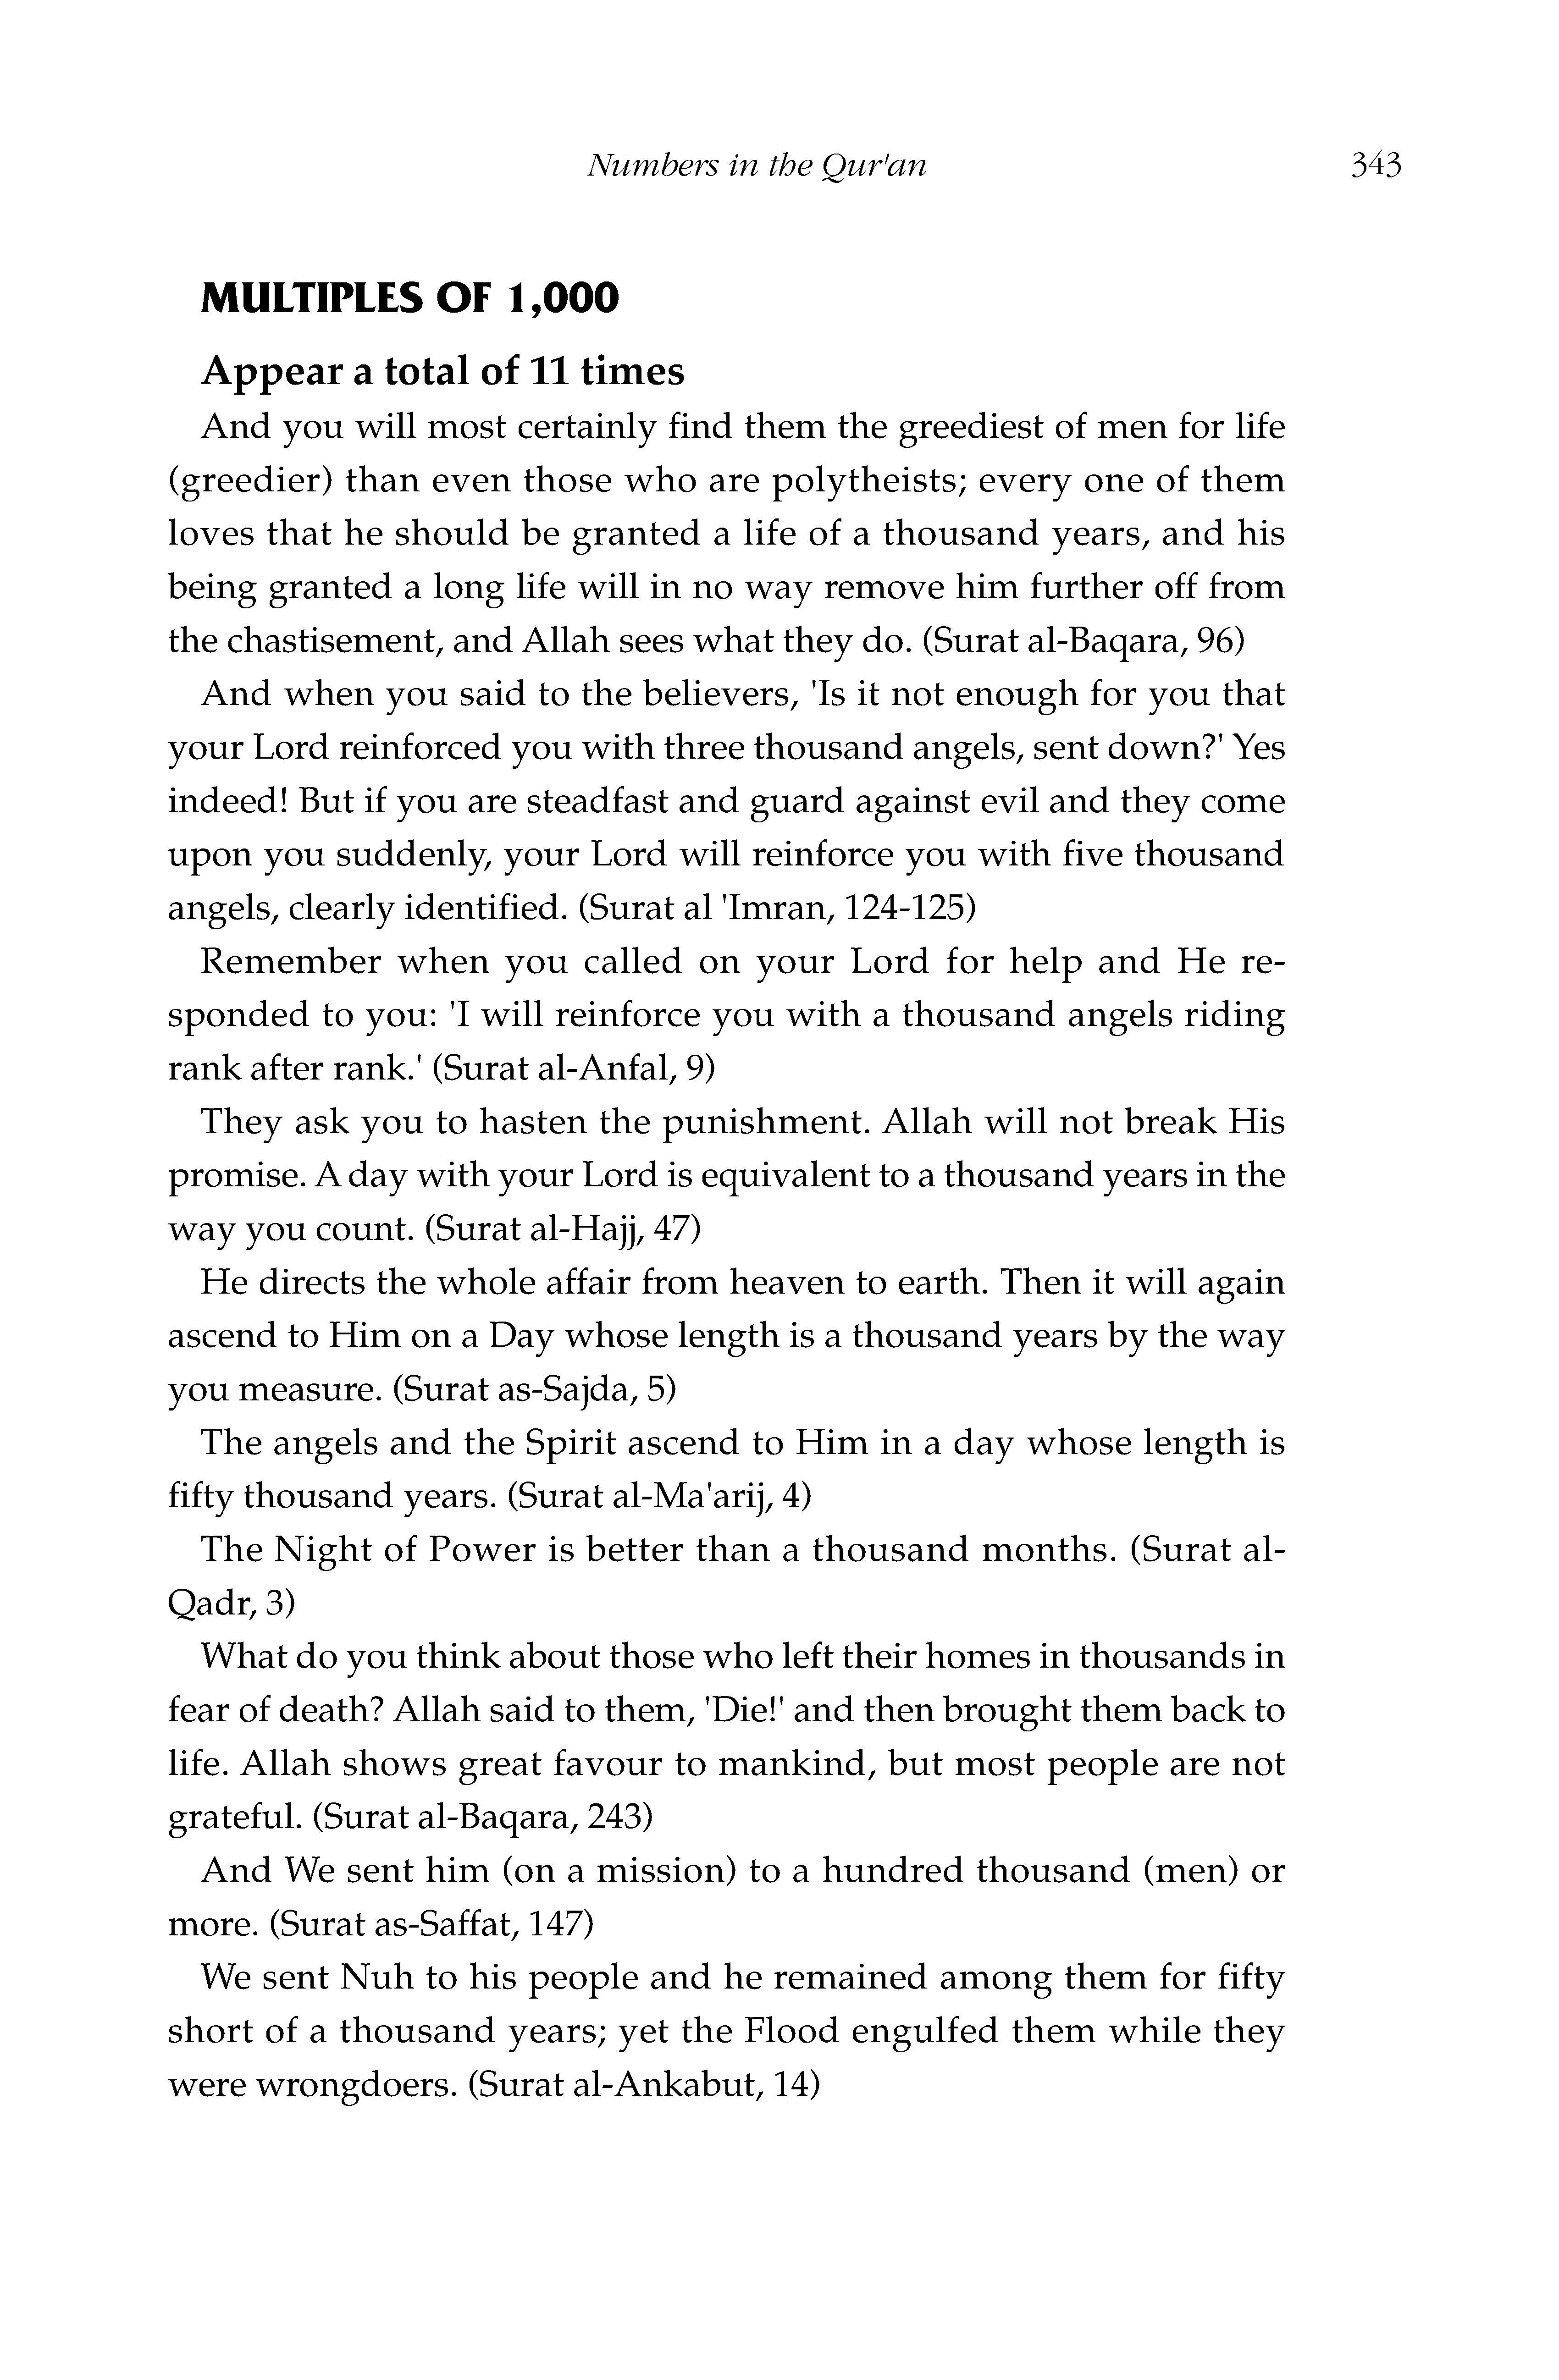 Numbers in the Qur'an 343
MULTIPLES OF 1,000
Appear a total of 11 times
And you will most certainly find them the greediest of men for life
(greedier) than even those who are polytheists; every one of them
loves that he should be granted a life of a thousand years, and his
being granted a long life will in no way remove him further off from
the chastisement, and Allah sees what they do. (Surat al-Baqara, 96)
And when you said to the believers, 'Is it not enough for you that
your Lord reinforced you with three thousand angels, sent down?' Yes
indeed! But if you are steadfast and guard against evil and they come
upon you suddenly, your Lord will reinforce you with five thousand
angels, clearly identified. (Surat al 'Imran, 124-125)
Remember when you called on your Lord for help and He re-
sponded to you: 'I will reinforce you with a thousand angels riding
rank after rank.' (Surat al-Anfal, 9)
They ask you to hasten the punishment. Allah will not break His
promise. A day with your Lord is equivalent to a thousand years in the
way you count. (Surat al-Hajj, 47)
He directs the whole affair from heaven to earth. Then it will again
ascend to Him on a Day whose length is a thousand years by the way
you measure. (Surat as-Sajda, 5)
The angels and the Spirit ascend to Him in a day whose length is
fifty thousand years. (Surat al-Ma'arij, 4)
The Night of Power is better than a thousand months. (Surat al-
Qadr, 3)
What do you think about those who left their homes in thousands in
fear of death? Allah said to them, 'Die!' and then brought them back to
life. Allah shows great favour to mankind, but most people are not
grateful. (Surat al-Baqara, 243)
And We sent him (on a mission) to a hundred thousand (men) or
more. (Surat as-Saffat, 147)
We sent Nuh to his people and he remained among them for fifty
short of a thousand years; yet the Flood engulfed them while they
were wrongdoers. (Surat al-Ankabut, 14)